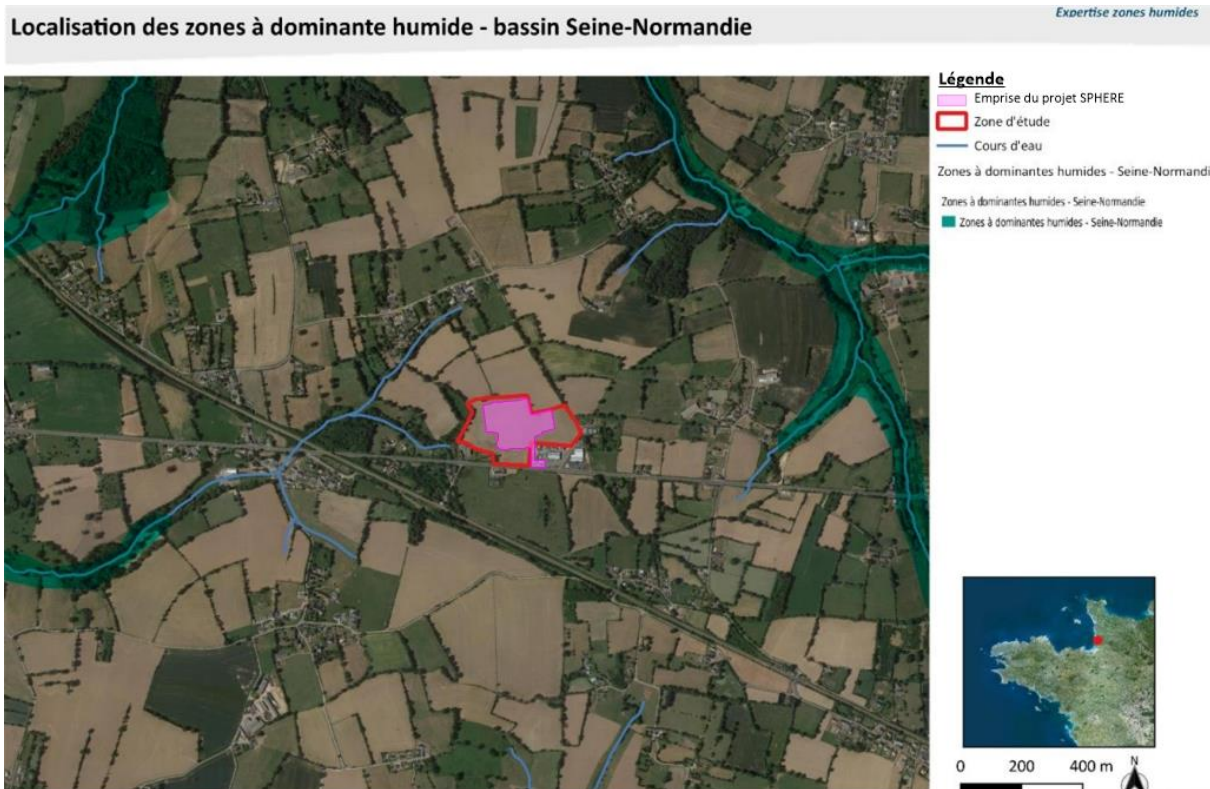 Expertise zones humides
Localisation des zones à dominante humide - bassin Seine-Normandie
Légende
Emprise du projet SPHERE
Zone d'étude
Cours d'eau
Zones à dominantes humides - Seine-Normandi
Zones à dominantes humides - Seine-Normandie
Zones à dominantes humides - Seine-Normandie
0 200 400 m
N